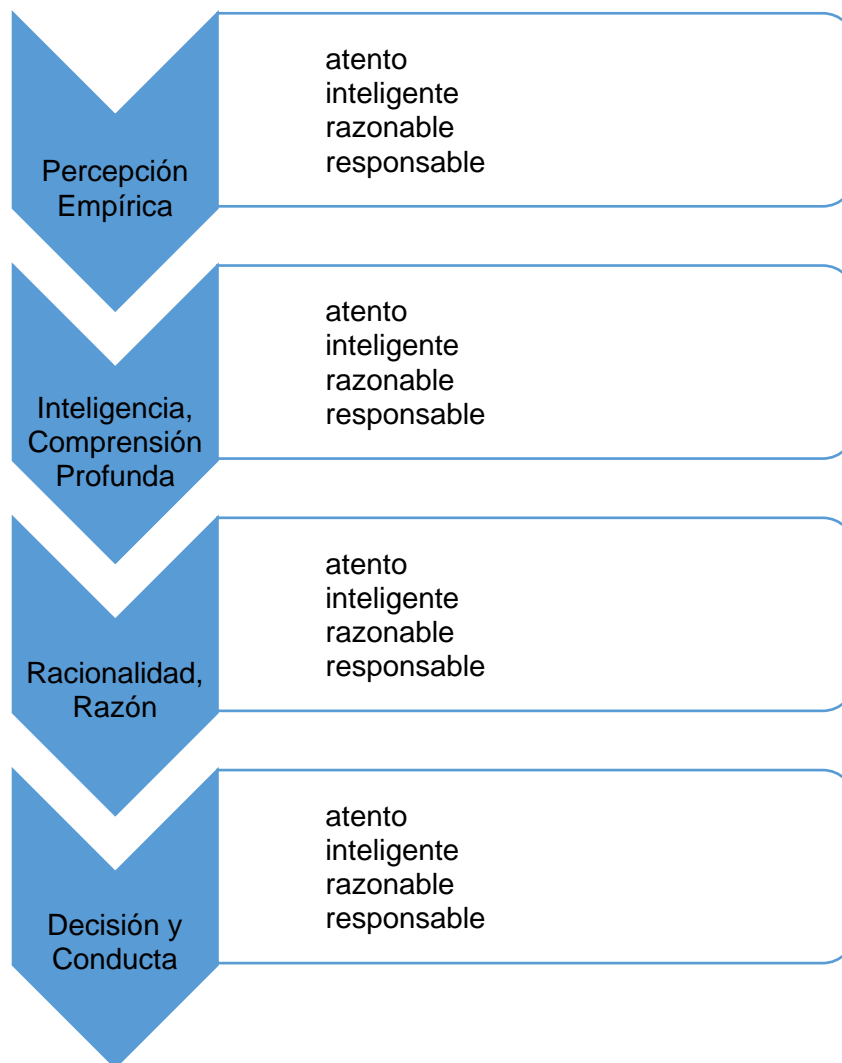 Percepción
Empírica
atento
inteligente
razonable
responsable
Inteligencia,
Comprensión
Profunda
atento
inteligente
razonable
responsable
Racionalidad,
Razón
atento
inteligente
razonable
responsable
Decisión y
Conducta
atento
inteligente
razonable
responsable